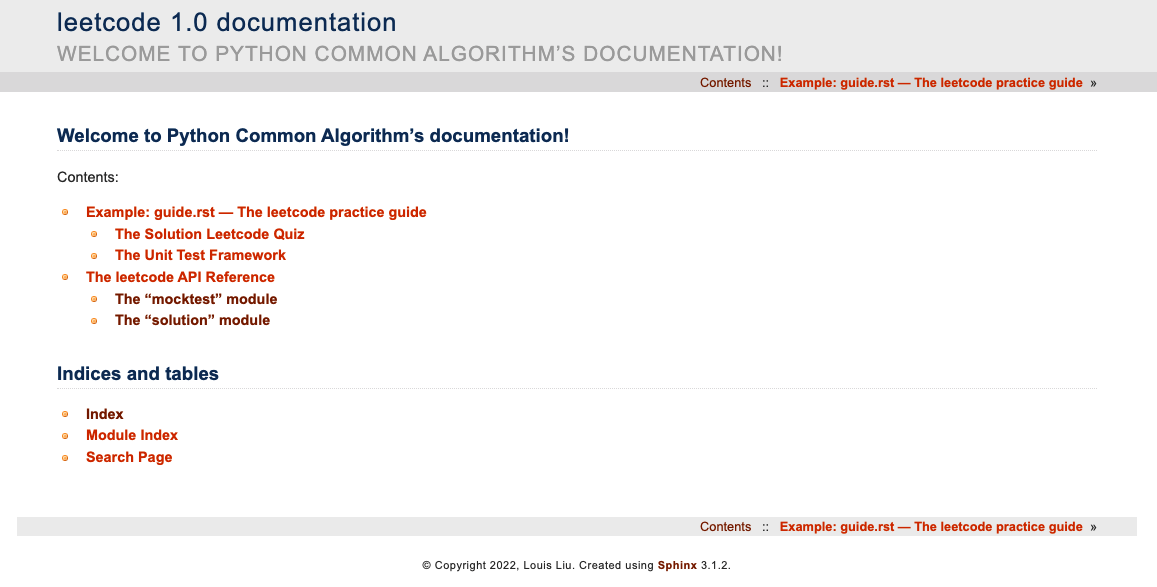 leetcode 1.0 documentation
WELCOME TO PYTHON COMMON ALGORITHM’S DOCUMENTATION!
Contents :: Example: guide.rst — The leetcode practice guide »
Welcome to Python Common Algorithm’s documentation!
Contents:
Example: guide.rst — The leetcode practice guide
The Solution Leetcode Quiz
The Unit Test Framework
The leetcode API Reference
The “mocktest” module
The “solution” module
Indices and tables
Index
Module Index
Search Page
Contents :: Example: guide.rst — The leetcode practice guide »
© Copyright 2022, Louis Liu. Created using Sphinx 3.1.2.